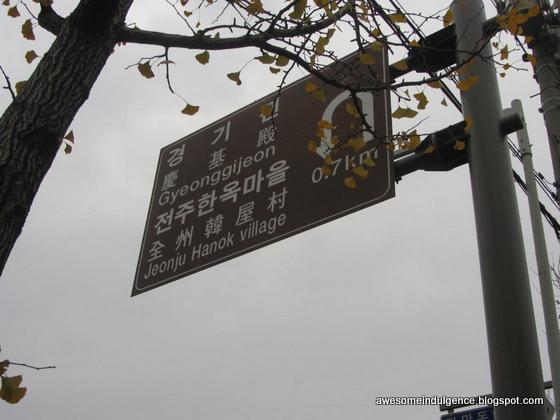 경 기
慶 基 殿
Gyeonggijeon
0.7km
전주한옥마을
全 州 韓 屋 村
Jeonju Hanok village
awesomeindulgence.blogspot.com